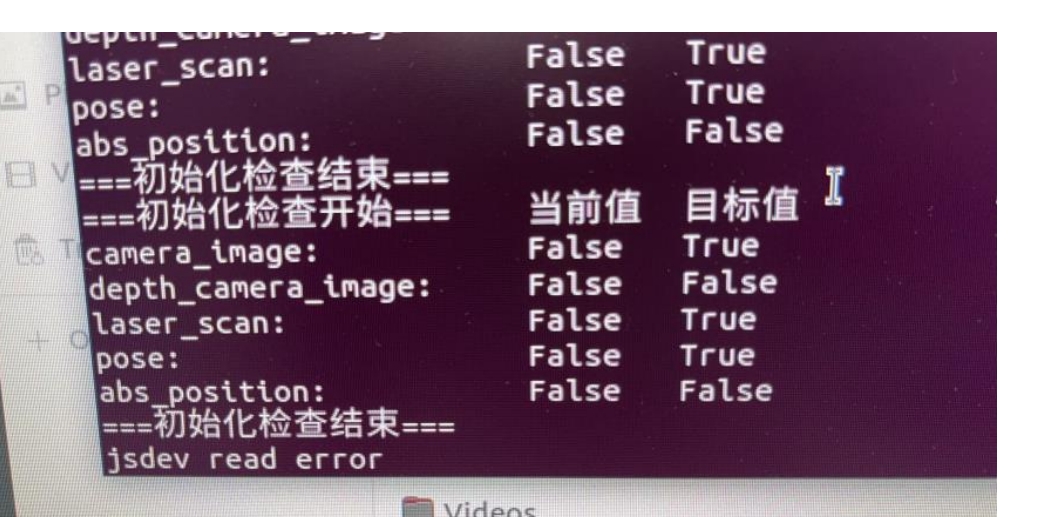 depth_camera_image
laser_scan: False True
pose: False True
abs_position: False False
===初始化检查结束===
===初始化检查开始=== 当前值 目标值
camera_image: False True
depth_camera_image: False False
laser_scan: False True
pose: False True
abs_position: False False
===初始化检查结束===
jsdev read error
Videos